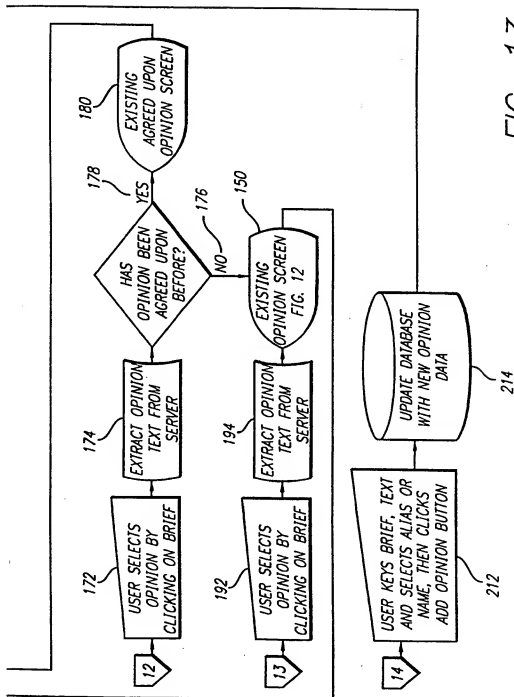 12
172
USER SELECTS
OPINION BY
CLICKING ON BRIEF
174
EXTRACT OPINION
TEXT FROM
SERVER
HAS
OPINION BEEN
AGREED UPON
BEFORE?
178
YES
176
NO
180
EXISTING
AGREED UPON
OPINION SCREEN
13
192
USER SELECTS
OPINION BY
CLICKING ON BRIEF
194
EXTRACT OPINION
TEXT FROM
SERVER
150
EXISTING
OPINION SCREEN
FIG. 12
14
USER KEYS BRIEF, TEXT
AND SELECTS ALIAS OR
NAME, THEN CLICKS
ADD OPINION BUTTON
212
UPDATE DATABASE
WITH NEW OPINION
DATA
214